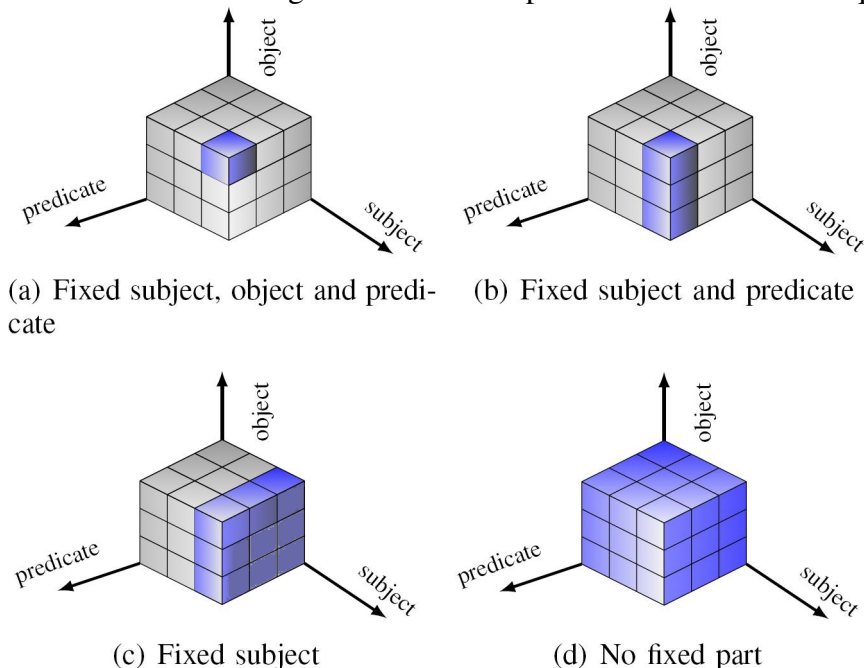 object
predicate
subject
(a) Fixed subject, object and predi-
cate
object
predicate
subject
(b) Fixed subject and predicate
object
predicate
subject
(c) Fixed subject
object
predicate
subject
(d) No fixed part